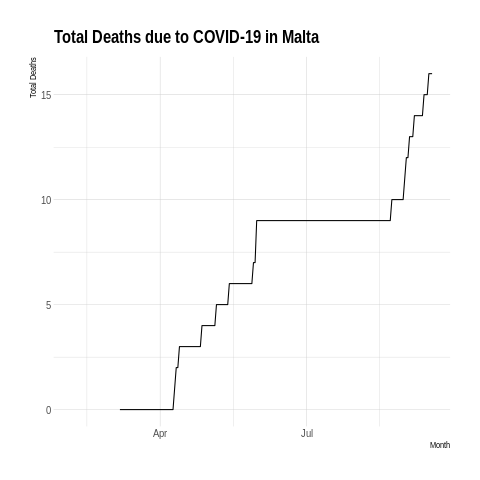 Total Deaths due to COVID-19 in Malta
Total Deaths
15
10
5
0
Apr
Jul
Month